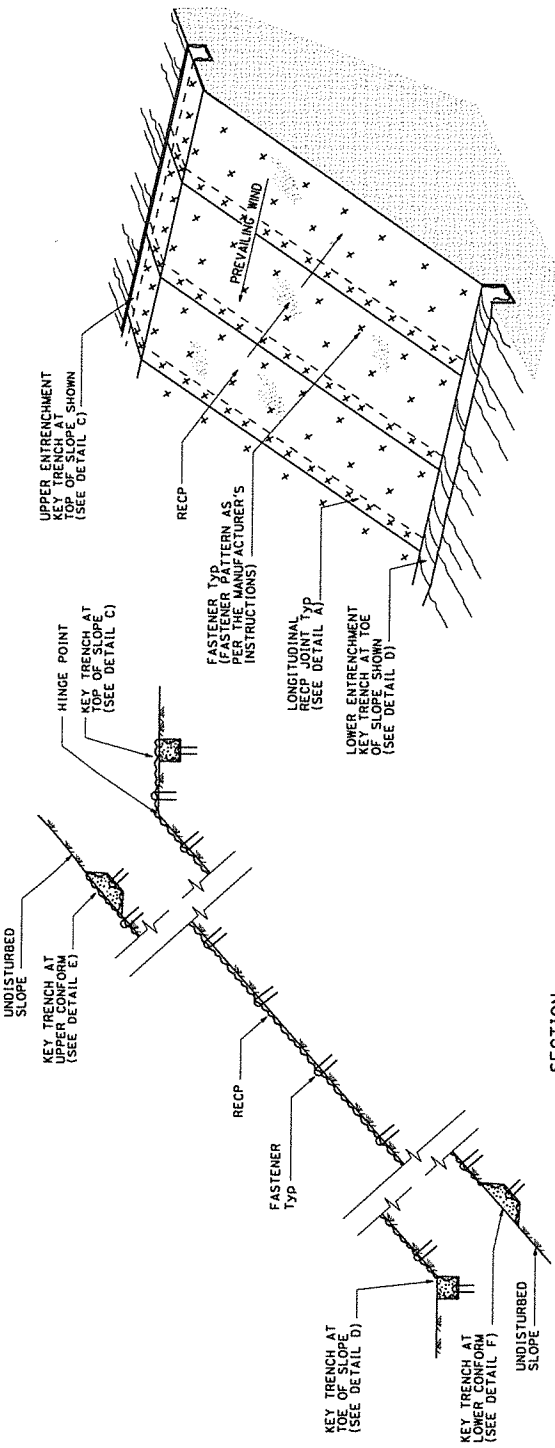 UNDISTURBED
SLOPE
KEY TRENCH AT
UPPER CONFORM
(SEE DETAIL E)
HINGE POINT
KEY TRENCH AT
TOP OF SLOPE
(SEE DETAIL C)
RECP
FASTENER
Typ
KEY TRENCH AT
TOE OF SLOPE
(SEE DETAIL D)
KEY TRENCH AT
LOWER CONFORM
(SEE DETAIL F)
UNDISTURBED
SLOPE
SECTION
UPPER ENTRENCHMENT
KEY TRENCH AT
TOP OF SLOPE SHOWN
(SEE DETAIL C)
RECP
PREVAILING WIND
FASTENER Typ
(FASTENER PATTERN AS
PER THE MANUFACTURER'S
INSTRUCTIONS)
LONGITUDINAL
RECP JOINT Typ
(SEE DETAIL A)
LOWER ENTRENCHMENT
KEY TRENCH AT TOE
OF SLOPE SHOWN
(SEE DETAIL D)